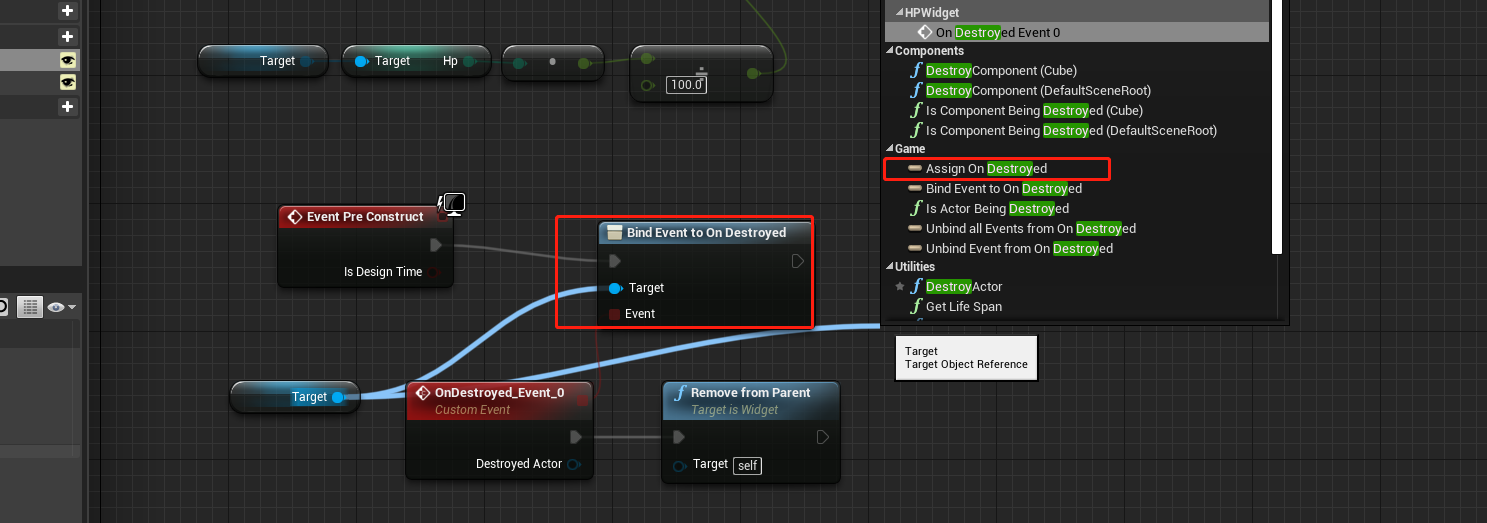 Target
Target Hp
100.0
Event Pre Construct
Is Design Time
Bind Event to On Destroyed
Target
Event
Target
OnDestroyed_Event_0
Custom Event
Destroyed Actor
Remove from Parent
Target is Widget
Target self
HPWidget
On Destroyed Event 0
Components
DestroyComponent (Cube)
DestroyComponent (DefaultSceneRoot)
Is Component Being Destroyed (Cube)
Is Component Being Destroyed (DefaultSceneRoot)
Game
Assign On Destroyed
Bind Event to On Destroyed
Is Actor Being Destroyed
Unbind all Events from On Destroyed
Unbind Event from On Destroyed
Utilities
DestroyActor
Get Life Span
Target
Target Object Reference